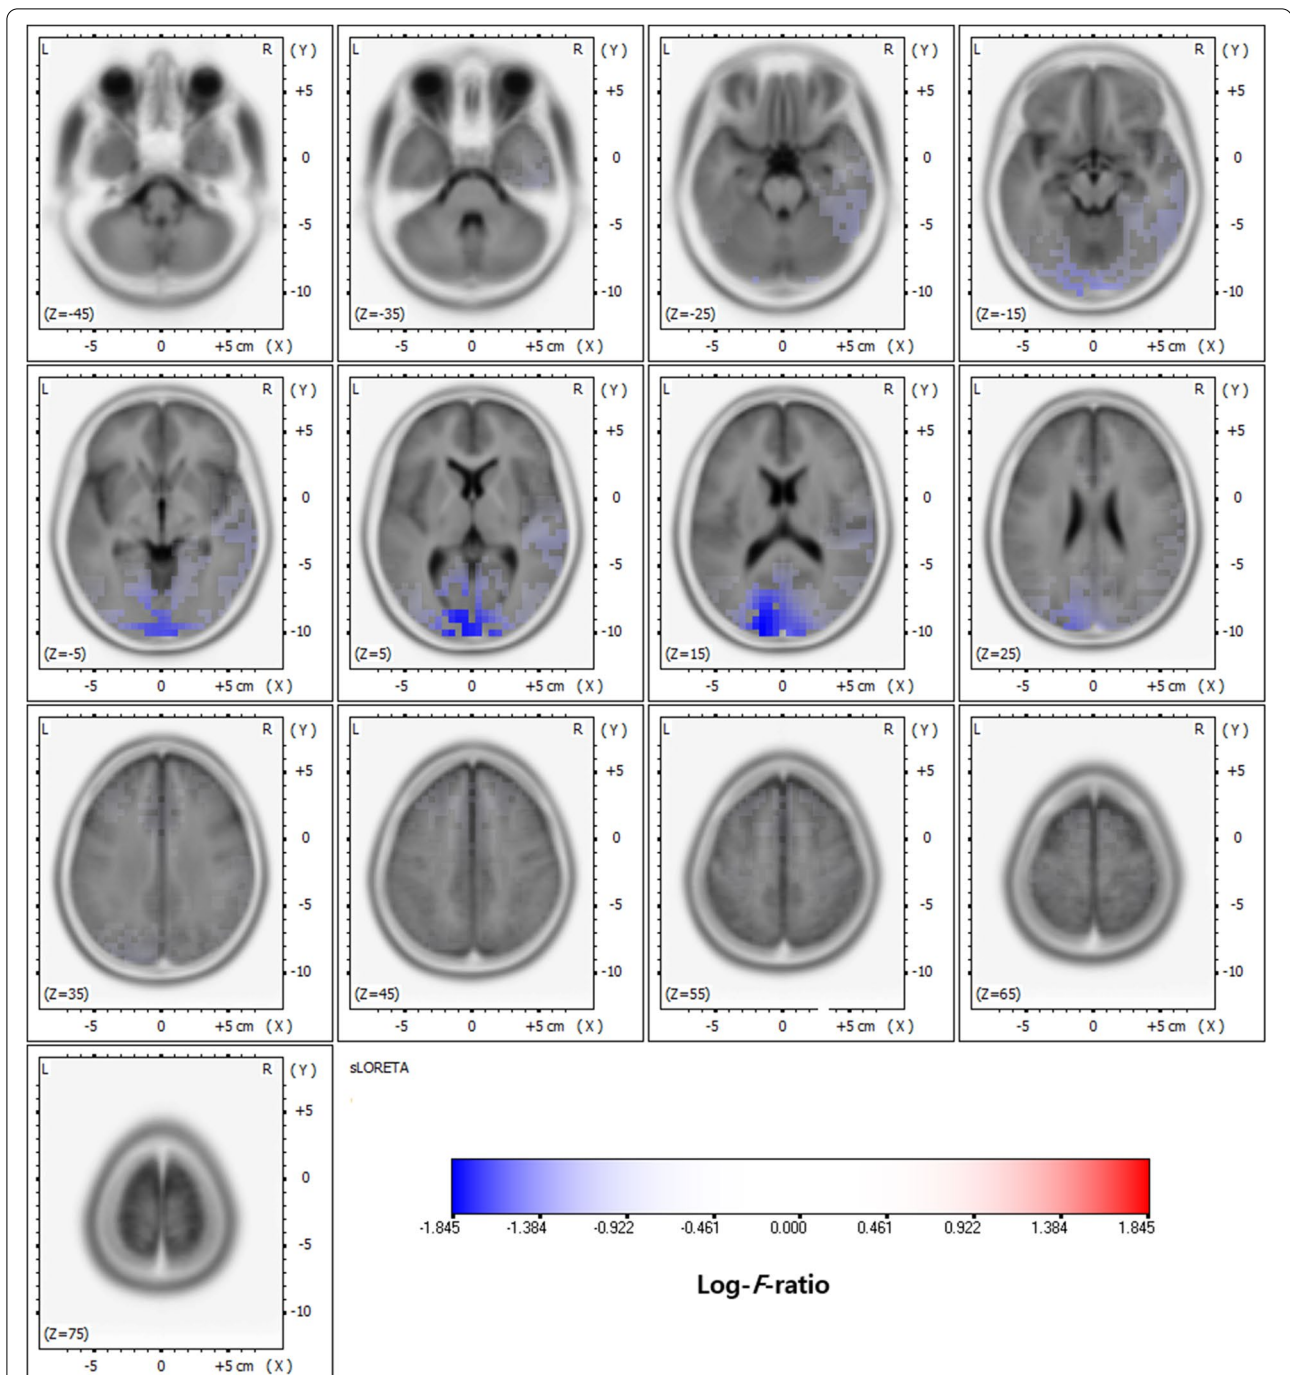 L R (Y)
+5
0
-5
-10
(Z=-45)
-5 0 +5 cm (X)
L R (Y)
+5
0
-5
-10
(Z=-35)
-5 0 +5 cm (X)
L R (Y)
+5
0
-5
-10
(Z=-25)
-5 0 +5 cm (X)
L R (Y)
+5
0
-5
-10
(Z=-15)
-5 0 +5 cm (X)
L R (Y)
+5
0
-5
-10
(Z=-5)
-5 0 +5 cm (X)
L R (Y)
+5
0
-5
-10
(Z=5)
-5 0 +5 cm (X)
L R (Y)
+5
0
-5
-10
(Z=15)
-5 0 +5 cm (X)
L R (Y)
+5
0
-5
-10
(Z=25)
-5 0 +5 cm (X)
L R (Y)
+5
0
-5
-10
(Z=35)
-5 0 +5 cm (X)
L R (Y)
+5
0
-5
-10
(Z=45)
-5 0 +5 cm (X)
L R (Y)
+5
0
-5
-10
(Z=55)
-5 0 +5 cm (X)
L R (Y)
+5
0
-5
-10
(Z=65)
-5 0 +5 cm (X)
L R (Y)
+5
0
-5
-10
(Z=75)
-5 0 +5 cm (X)
sLORETA
-1.845 -1.384 -0.922 -0.461 0.000 0.461 0.922 1.384 1.845
Log-F-ratio